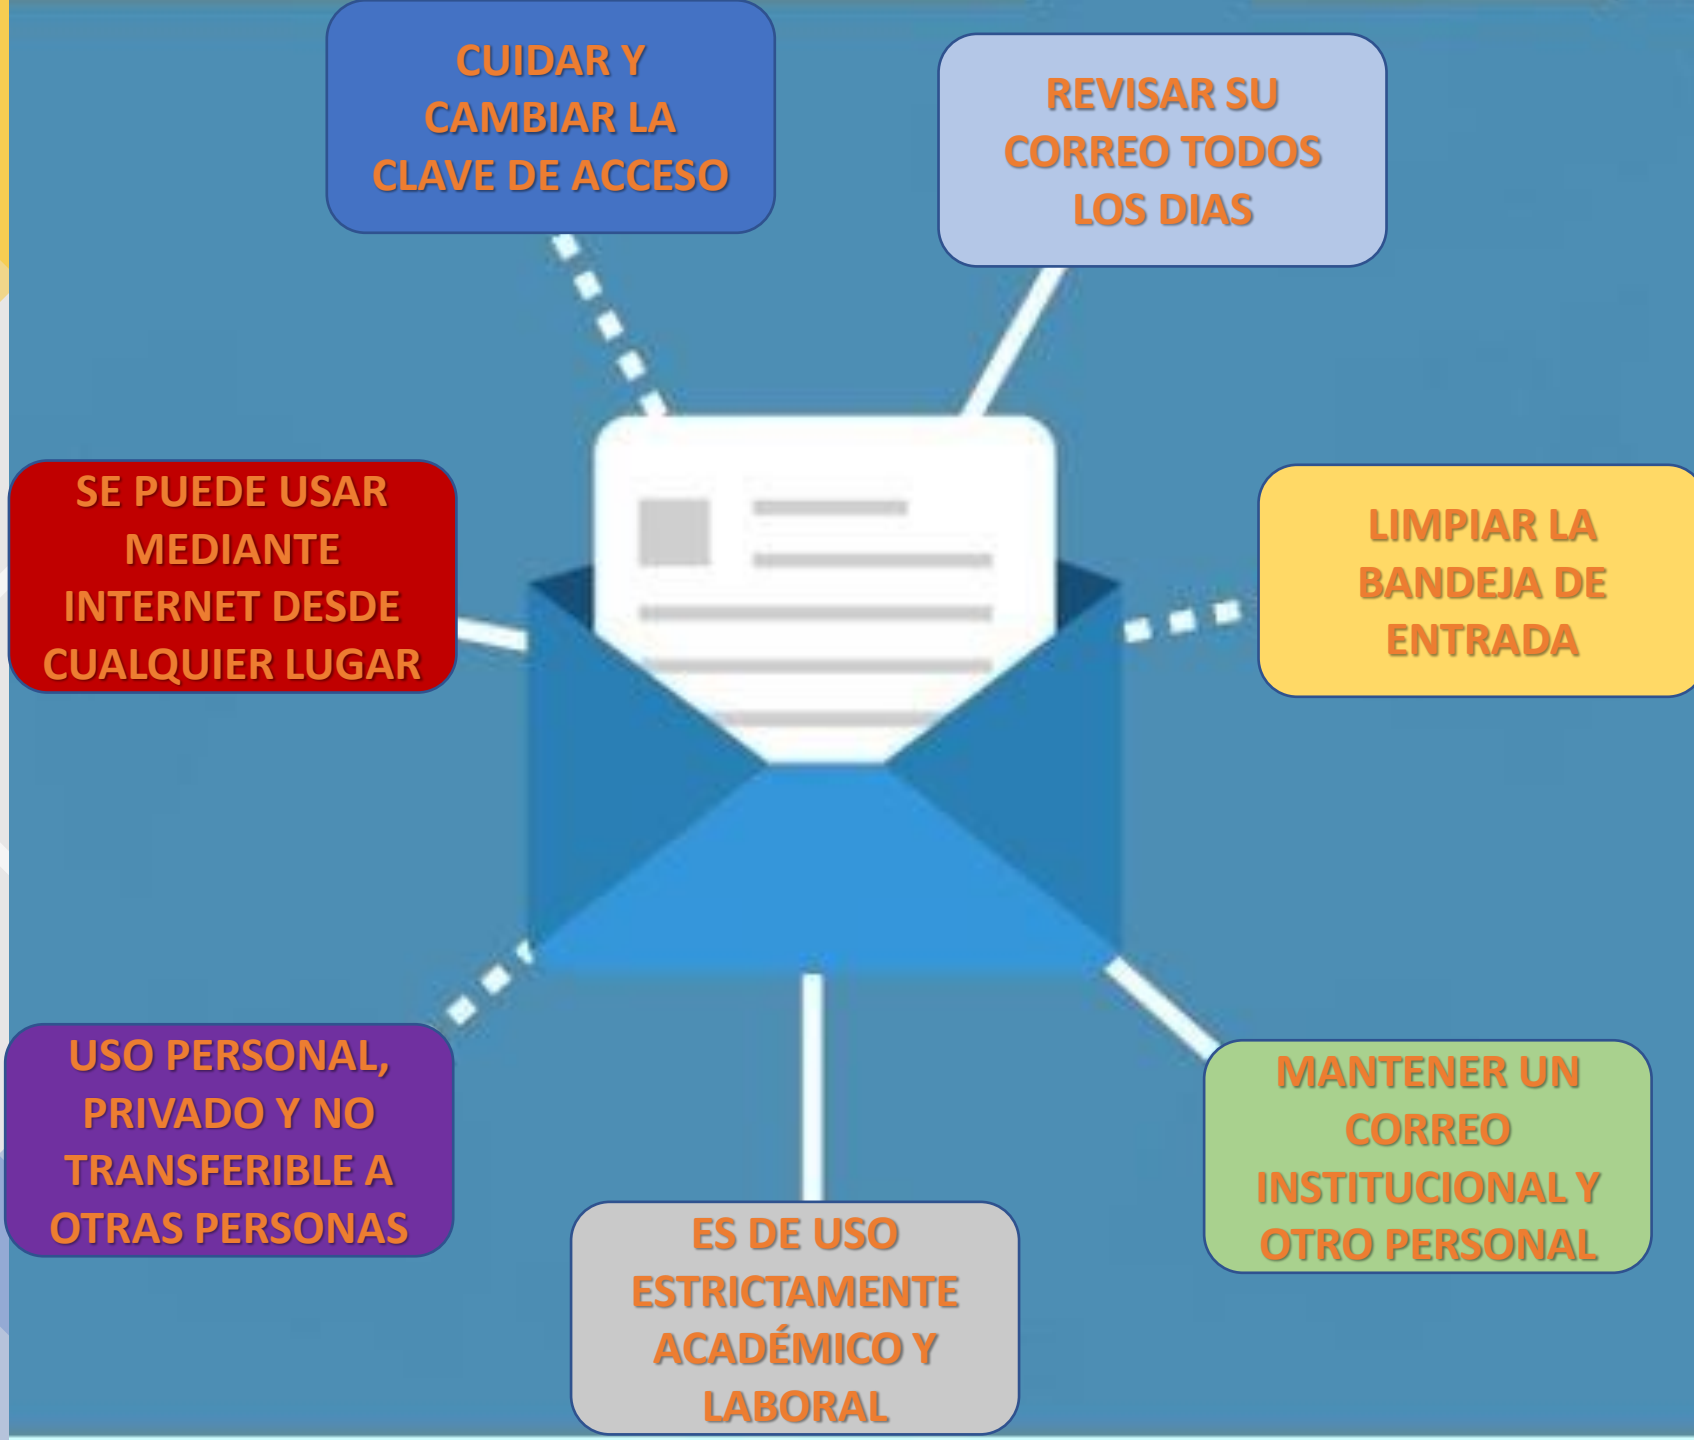 CUIDAR Y
CAMBIAR LA
CLAVE DE ACCESO
REVISAR SU
CORREO TODOS
LOS DIAS
SE PUEDE USAR
MEDIANTE
INTERNET DESDE
CUALQUIER LUGAR
LIMPIAR LA
BANDEJA DE
ENTRADA
USO PERSONAL,
PRIVADO Y NO
TRANSFERIBLE A
OTRAS PERSONAS
MANTENER UN
CORREO
INSTITUCIONAL Y
OTRO PERSONAL
ES DE USO
ESTRICTAMENTE
ACADÉMICO Y
LABORAL